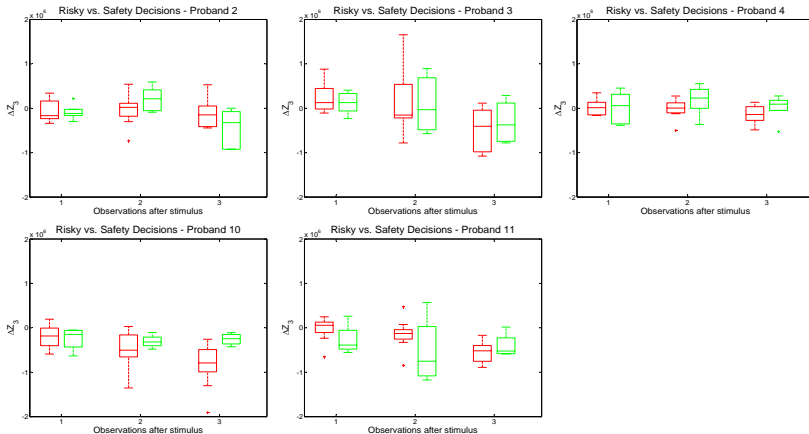 Risky vs. Safety Decisions - Proband 2
x 10^6
2
1
0
-1
-2
ΔZ_3
1 2 3
Observations after stimulus
Risky vs. Safety Decisions - Proband 3
x 10^6
2
1
0
-1
-2
ΔZ_3
1 2 3
Observations after stimulus
Risky vs. Safety Decisions - Proband 4
x 10^6
2
1
0
-1
-2
ΔZ_3
1 2 3
Observations after stimulus
Risky vs. Safety Decisions - Proband 10
x 10^6
2
1
0
-1
-2
ΔZ_3
1 2 3
Observations after stimulus
Risky vs. Safety Decisions - Proband 11
x 10^6
2
1
0
-1
-2
ΔZ_3
1 2 3
Observations after stimulus